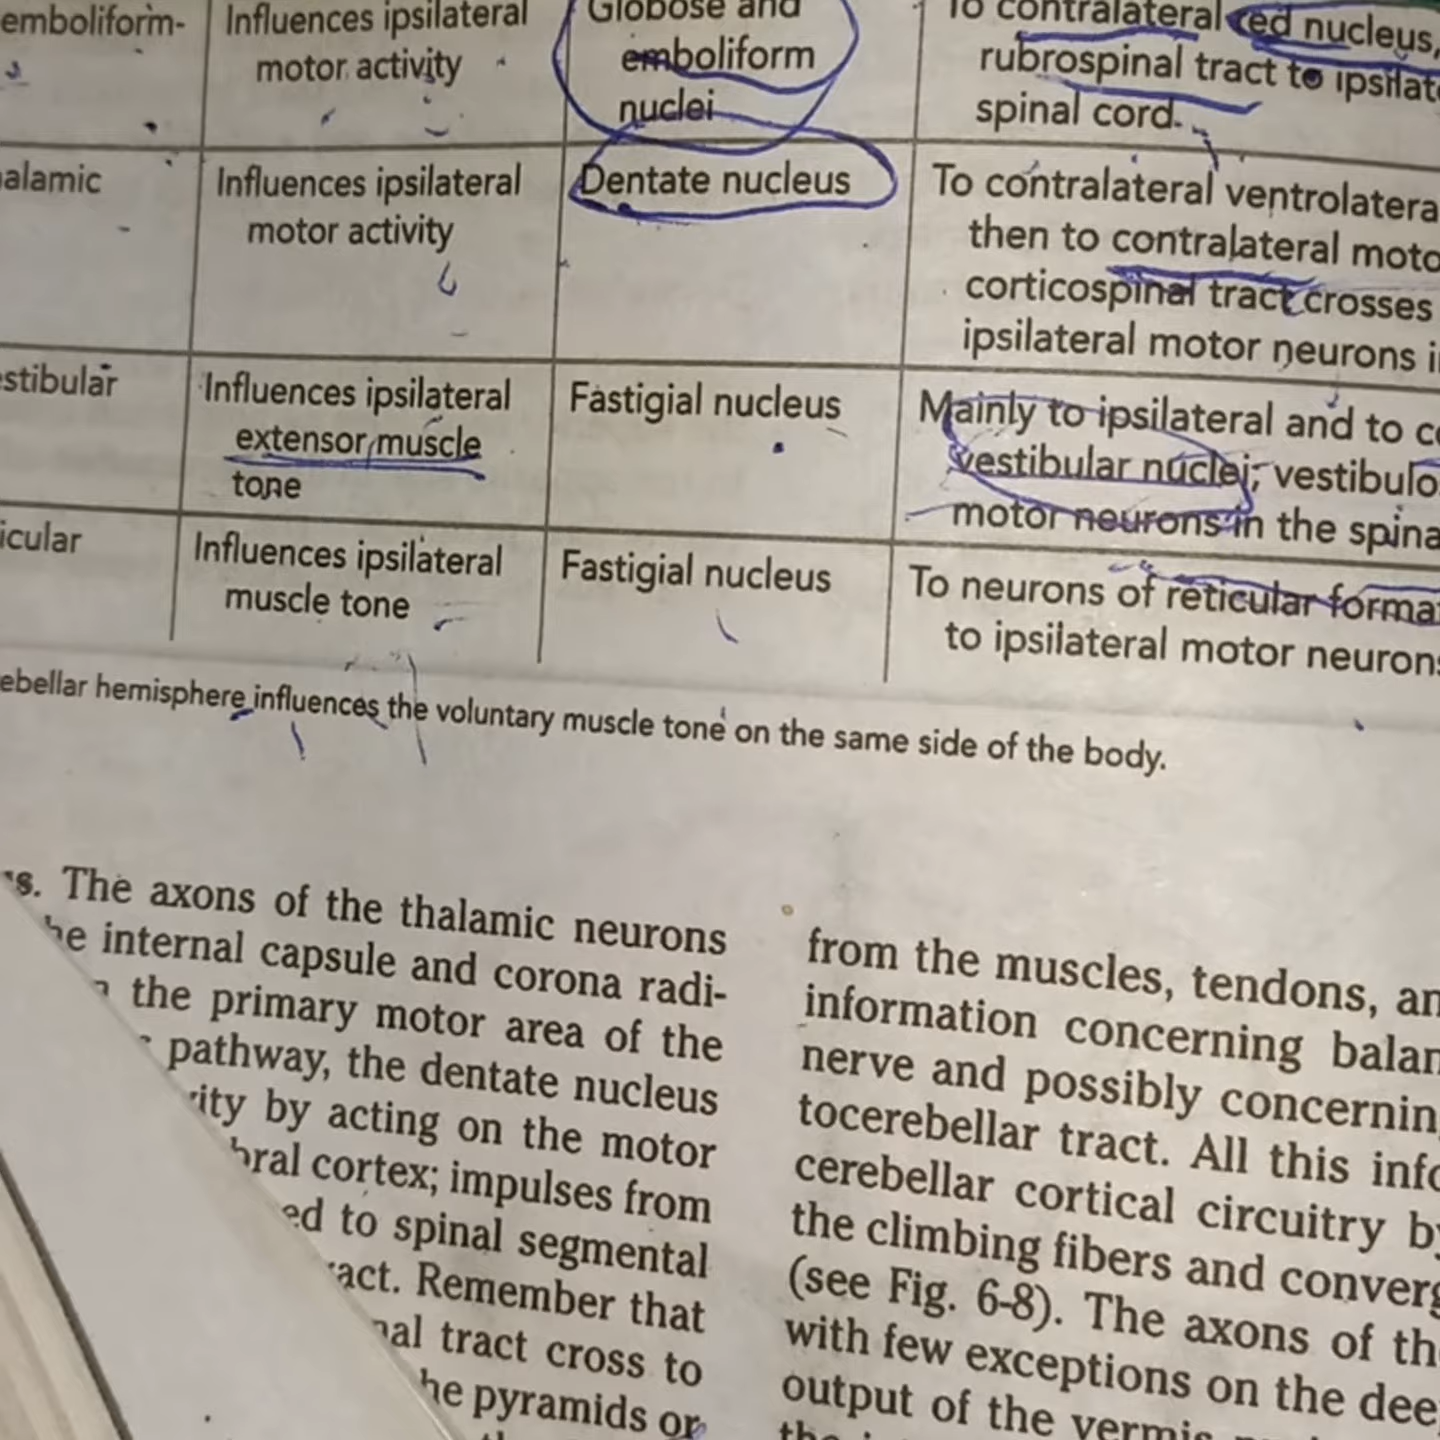 emboliform-
Influences ipsilateral
motor activity
Globose and
emboliform
nuclei
To contralateral red nucleus,
rubrospinal tract to ipsilat
spinal cord
alamic
Influences ipsilateral
motor activity
Dentate nucleus
To contralateral ventrolatera
then to contralateral moto
corticospinal tract crosses
ipsilateral motor neurons i
stibular
Influences ipsilateral
extensor muscle
tone
Fastigial nucleus
Mainly to ipsilateral and to c
vestibular nuclei; vestibulo
motor neurons in the spina
icular
Influences ipsilateral
muscle tone
Fastigial nucleus
To neurons of reticular forma
to ipsilateral motor neurons
ebellar hemisphere influences the voluntary muscle tone on the same side of the body.
s. The axons of the thalamic neurons
he internal capsule and corona radi-
the primary motor area of the
pathway, the dentate nucleus
ity by acting on the motor
bral cortex; impulses from
ed to spinal segmental
act. Remember that
nal tract cross to
he pyramids or
from the muscles, tendons, an
information concerning balan
nerve and possibly concernin
tocerebellar tract. All this info
cerebellar cortical circuitry by
the climbing fibers and converg
(see Fig. 6-8). The axons of th
with few exceptions on the dee
output of the vermis